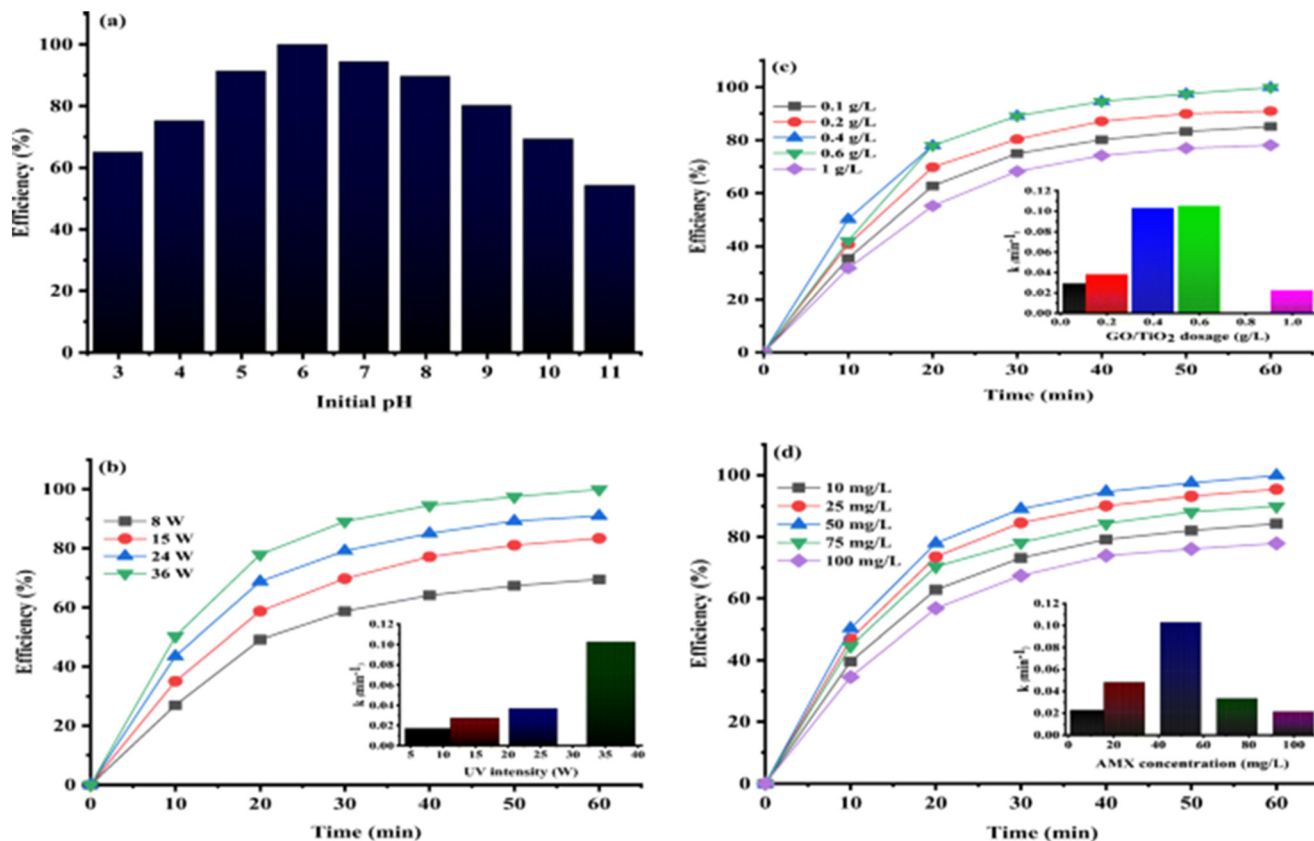 (a)
Efficiency (%)
100
80
60
40
20
0
3 4 5 6 7 8 9 10 11
Initial pH
(c)
0.1 g/L
0.2 g/L
0.4 g/L
0.6 g/L
1 g/L
Efficiency (%)
100
80
60
40
20
0
0 10 20 30 40 50 60
Time (min)
k (min-1)
0.12
0.10
0.08
0.06
0.04
0.02
0.00
0.0 0.2 0.4 0.6 0.8 1.0
GO/TiO2 dosage (g/L)
(b)
8 W
15 W
24 W
36 W
Efficiency (%)
100
80
60
40
20
0
0 10 20 30 40 50 60
Time (min)
k (min-1)
0.12
0.10
0.08
0.06
0.04
0.02
0.00
5 10 15 20 25 30 35 40
UV intensity (W)
(d)
10 mg/L
25 mg/L
50 mg/L
75 mg/L
100 mg/L
Efficiency (%)
100
80
60
40
20
0
0 10 20 30 40 50 60
Time (min)
k (min-1)
0.12
0.10
0.08
0.06
0.04
0.02
0.00
0 20 40 60 80 100
AMX concentration (mg/L)